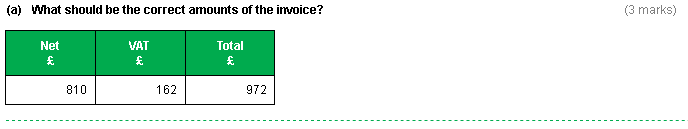 (a) What should be the correct amounts of the invoice? (3 marks)
Net VAT Total
£ £ £
810 162 972